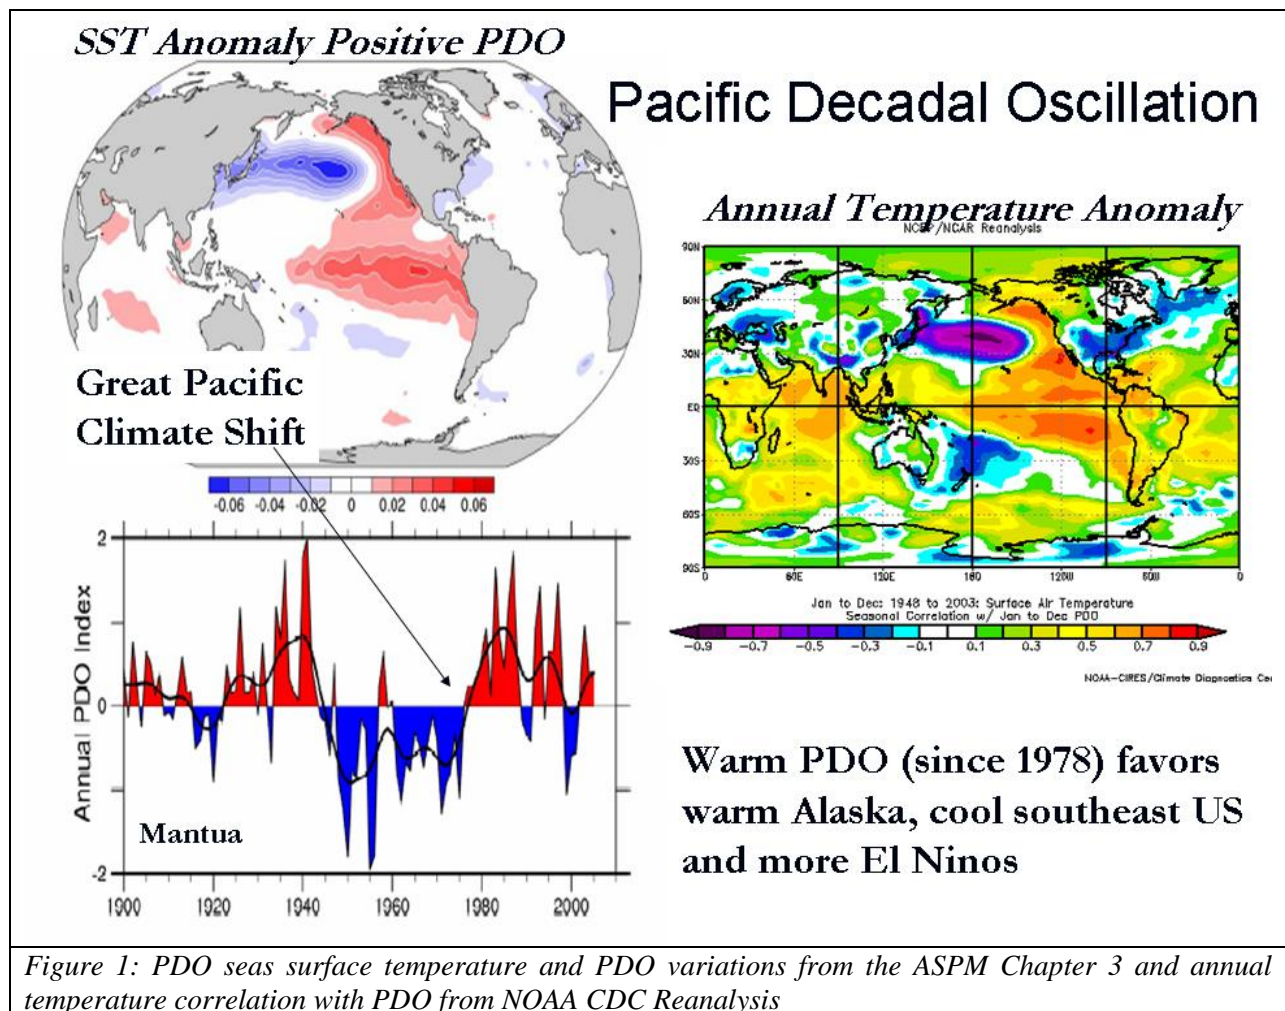 SST Anomaly Positive PDO
Pacific Decadal Oscillation
Annual Temperature Anomaly
NCEP/NCAR Reanalysis
90N
60N
30N
EQ
30S
60S
90S
0 60E 120E 180 120W 60W 0
Jan to Dec: 1948 to 2003: Surface Air Temperature
Seasonal Correlation w/ Jan to Dec PDO
-0.9 -0.7 -0.5 -0.3 -0.1 0.1 0.3 0.5 0.7 0.9
NOAA-CIRES/Climate Diagnostics Cen
Great Pacific
Climate Shift
-0.06 -0.04 -0.02 0 0.02 0.04 0.06
Annual PDO Index
2
0
-2
Mantua
1900 1920 1940 1960 1980 2000
Warm PDO (since 1978) favors
warm Alaska, cool southeast US
and more El Ninos
Figure 1: PDO seas surface temperature and PDO variations from the ASPM Chapter 3 and annual
temperature correlation with PDO from NOAA CDC Reanalysis